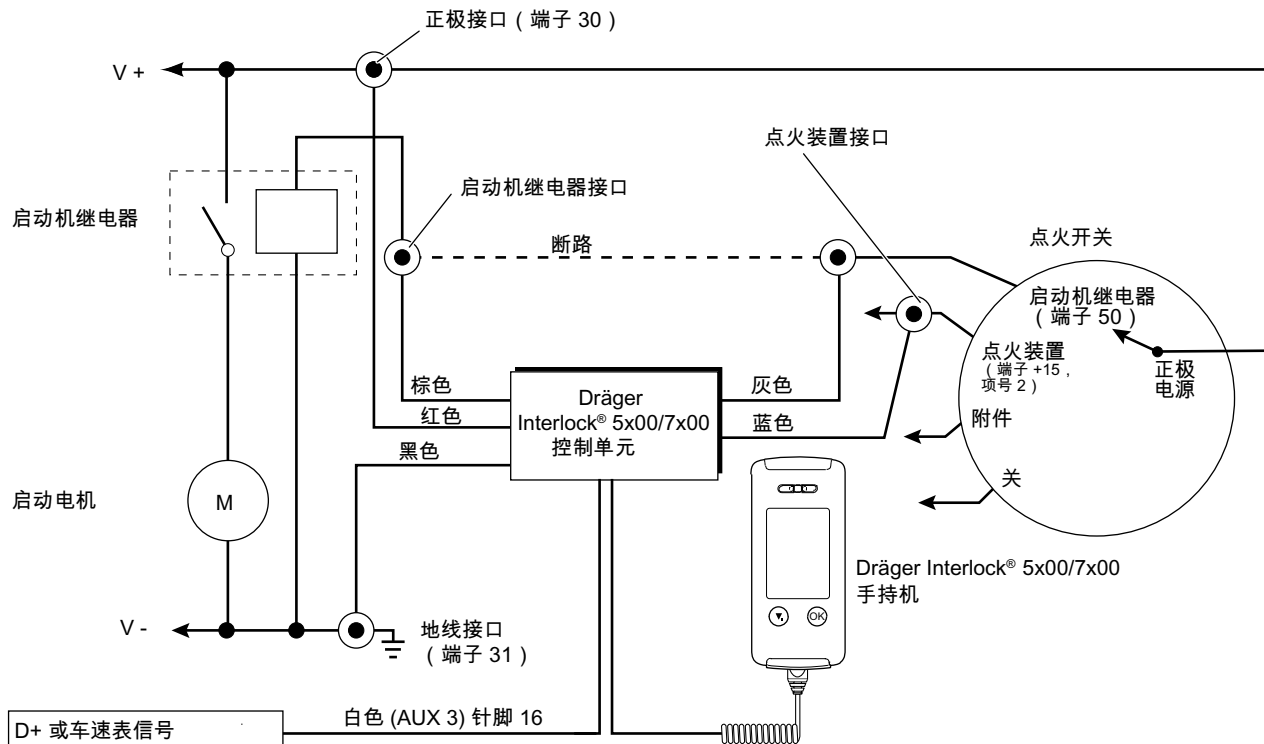 正极接口 ( 端子 30 )
V +
点火装置接口
启动机继电器接口
启动机继电器
断路
点火开关
启动机继电器
( 端子 50 )
点火装置
( 端子 +15 ,
项号 2 )
正极
电源
棕色
灰色
Dräger
Interlock® 5x00/7x00
控制单元
红色
蓝色
附件
黑色
关
启动电机
M
Dräger Interlock® 5x00/7x00
手持机
OK
V -
地线接口
( 端子 31 )
白色 (AUX 3) 针脚 16
D+ 或车速表信号